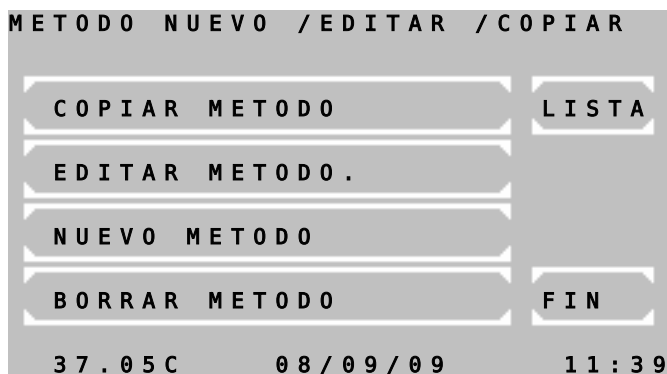 METODO NUEVO /EDITAR /COPIAR
COPIAR METODO LISTA
EDITAR METODO.
NUEVO METODO
BORRAR METODO FIN
37.05C 08/09/09 11:39